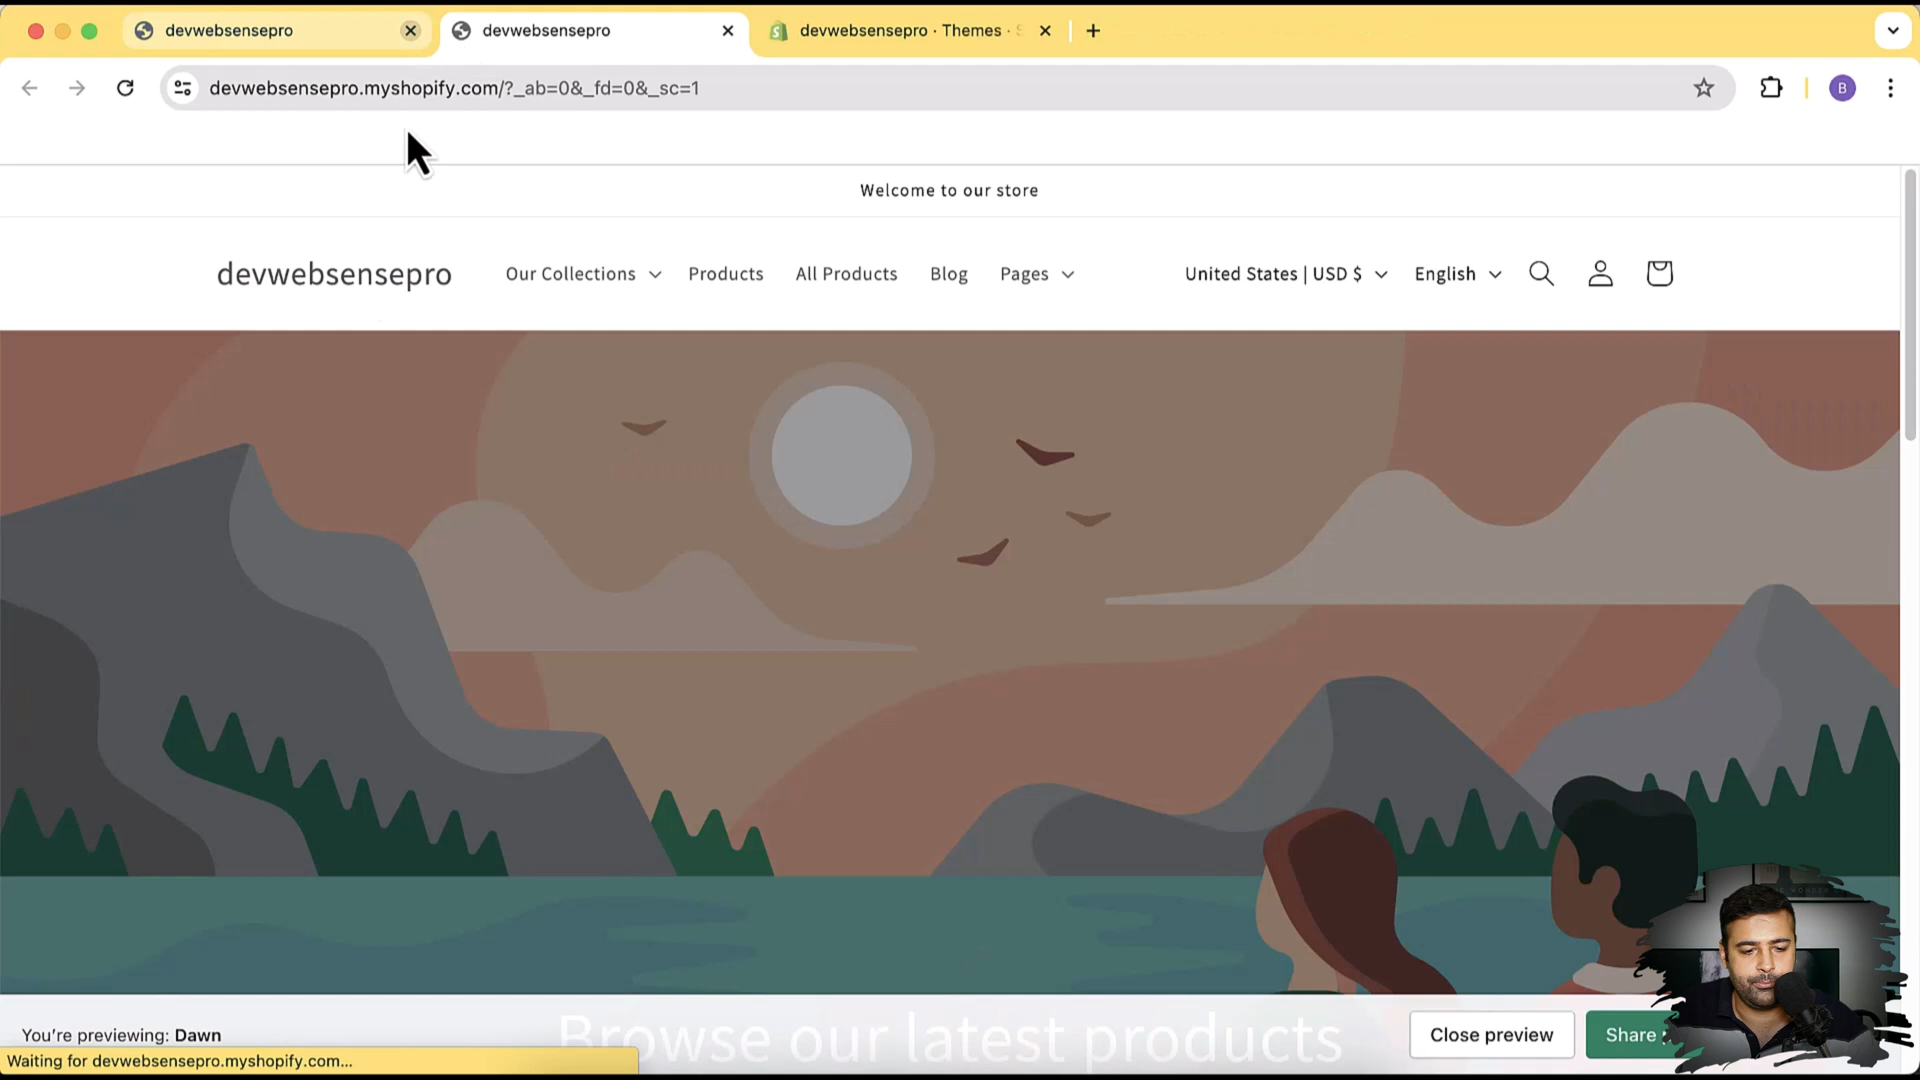 devwebsensepro
devwebsensepro
devwebsensepro · Themes ·
devwebsensepro.myshopify.com/?_ab=0&_fd=0&_sc=1
B
Welcome to our store
devwebsensepro
Our Collections
Products
All Products
Blog
Pages
United States | USD $
English
Browse our latest products
You're previewing: Dawn
Close preview
Share
Waiting for devwebsensepro.myshopify.com...